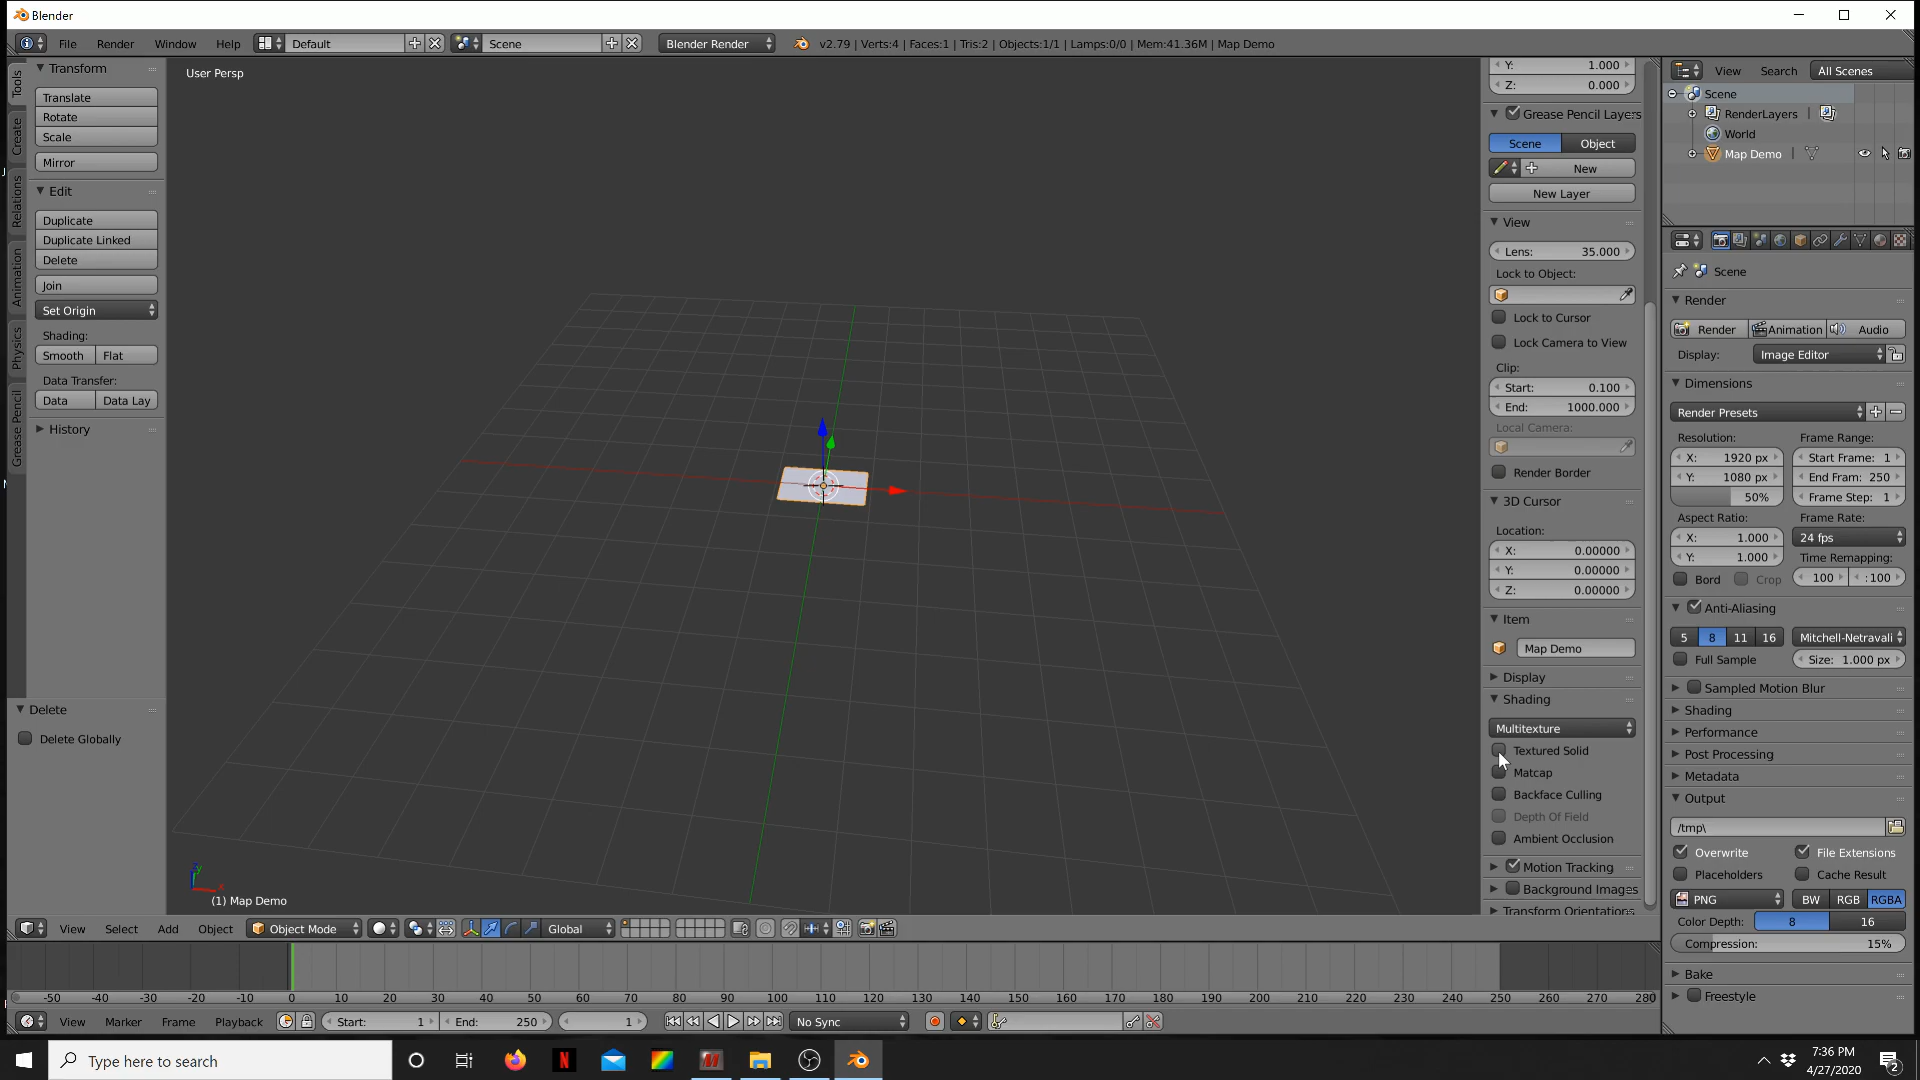 Blender
File Render Window Help Default Scene Blender Render v2.79 | Verts:4 | Faces:1 | Tris:2 | Objects:1/1 | Lamps:0/0 | Mem:41.36M | Map Demo
Tools
Create
Relations
Animation
Physics
Grease Pencil
Transform
Translate
Rotate
Scale
Mirror
Edit
Duplicate
Duplicate Linked
Delete
Join
Set Origin
Shading:
Smooth Flat
Data Transfer:
Data Data Lay
History
Delete
Delete Globally
User Persp
(1) Map Demo
Y: 1.000
Z: 0.000
Grease Pencil Layers
Scene Object
New
New Layer
View
Lens: 35.000
Lock to Object:
Lock to Cursor
Lock Camera to View
Clip:
Start: 0.100
End: 1000.000
Local Camera:
Render Border
3D Cursor
Location:
X: 0.00000
Y: 0.00000
Z: 0.00000
Item
Map Demo
Display
Shading
Multitexture
Textured Solid
Matcap
Backface Culling
Depth Of Field
Ambient Occlusion
Motion Tracking
Background Images
Transform Orientations
View Search All Scenes
Scene
RenderLayers |
World
Map Demo |
Scene
Render
Render Animation Audio
Display: Image Editor
Dimensions
Render Presets
Resolution: Frame Range:
X: 1920 px Start Frame: 1
Y: 1080 px End Fram: 250
50% Frame Step: 1
Aspect Ratio: Frame Rate:
X: 1.000 24 fps
Y: 1.000 Time Remapping:
Bord Crop 100 :100
Anti-Aliasing
5 8 11 16 Mitchell-Netravali
Full Sample Size: 1.000 px
Sampled Motion Blur
Shading
Performance
Post Processing
Metadata
Output
/tmp\
Overwrite File Extensions
Placeholders Cache Result
PNG BW RGB RGBA
Color Depth: 8 16
Compression: 15%
Bake
Freestyle
View Select Add Object Object Mode Global
-50 -40 -30 -20 -10 0 10 20 30 40 50 60 70 80 90 100 110 120 130 140 150 160 170 180 190 200 210 220 230 240 250 260 270 280
View Marker Frame Playback Start: 1 End: 250 1 No Sync
Type here to search
7:36 PM
4/27/2020
2